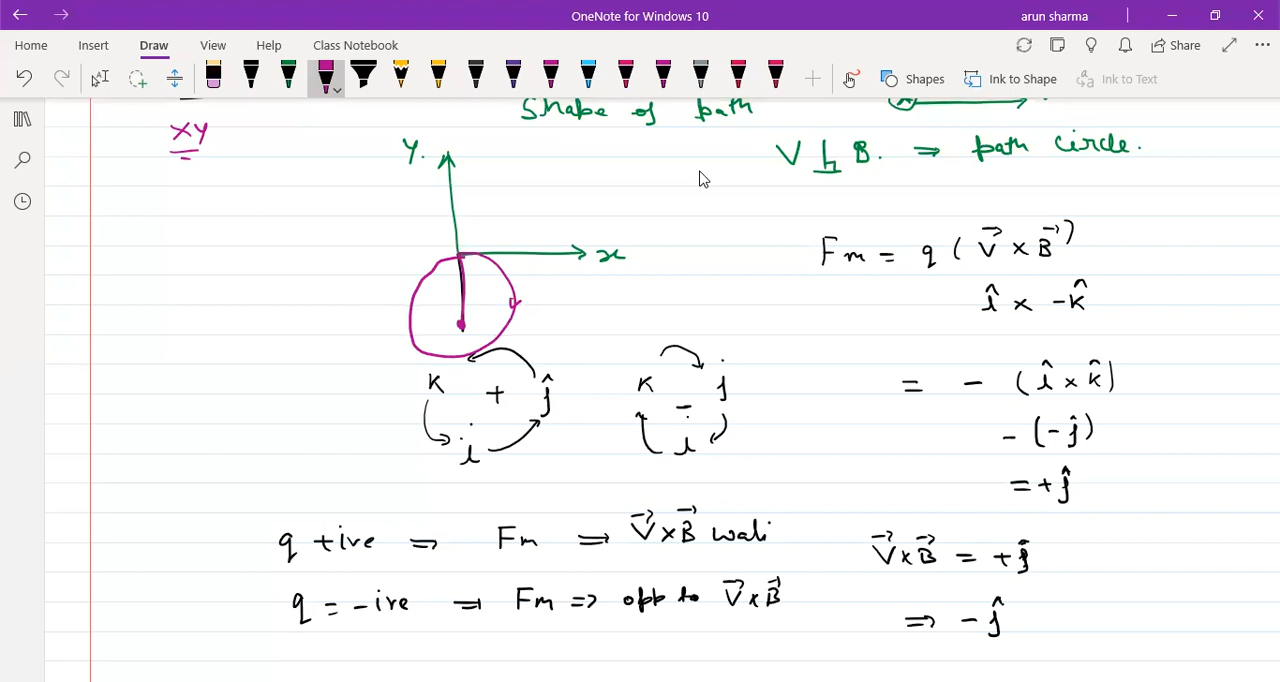 OneNote for Windows 10
arun sharma
Home Insert Draw View Help Class Notebook
Share
Shapes Ink to Shape Ink to Text
Shape of path
XY
Y.
V ⊥ B. ⇒ path circle.
x
Fm = q (V⃗ × B⃗)
î × -k̂
K + ĵ
i
K - j
i
= - (î × k̂)
- (-ĵ)
= + ĵ
q +ive ⇒ Fm ⇒ V⃗×B⃗ wali
q = -ive ⇒ Fm ⇒ opp to V⃗×B⃗
V⃗×B⃗ = +ĵ
⇒ -ĵ